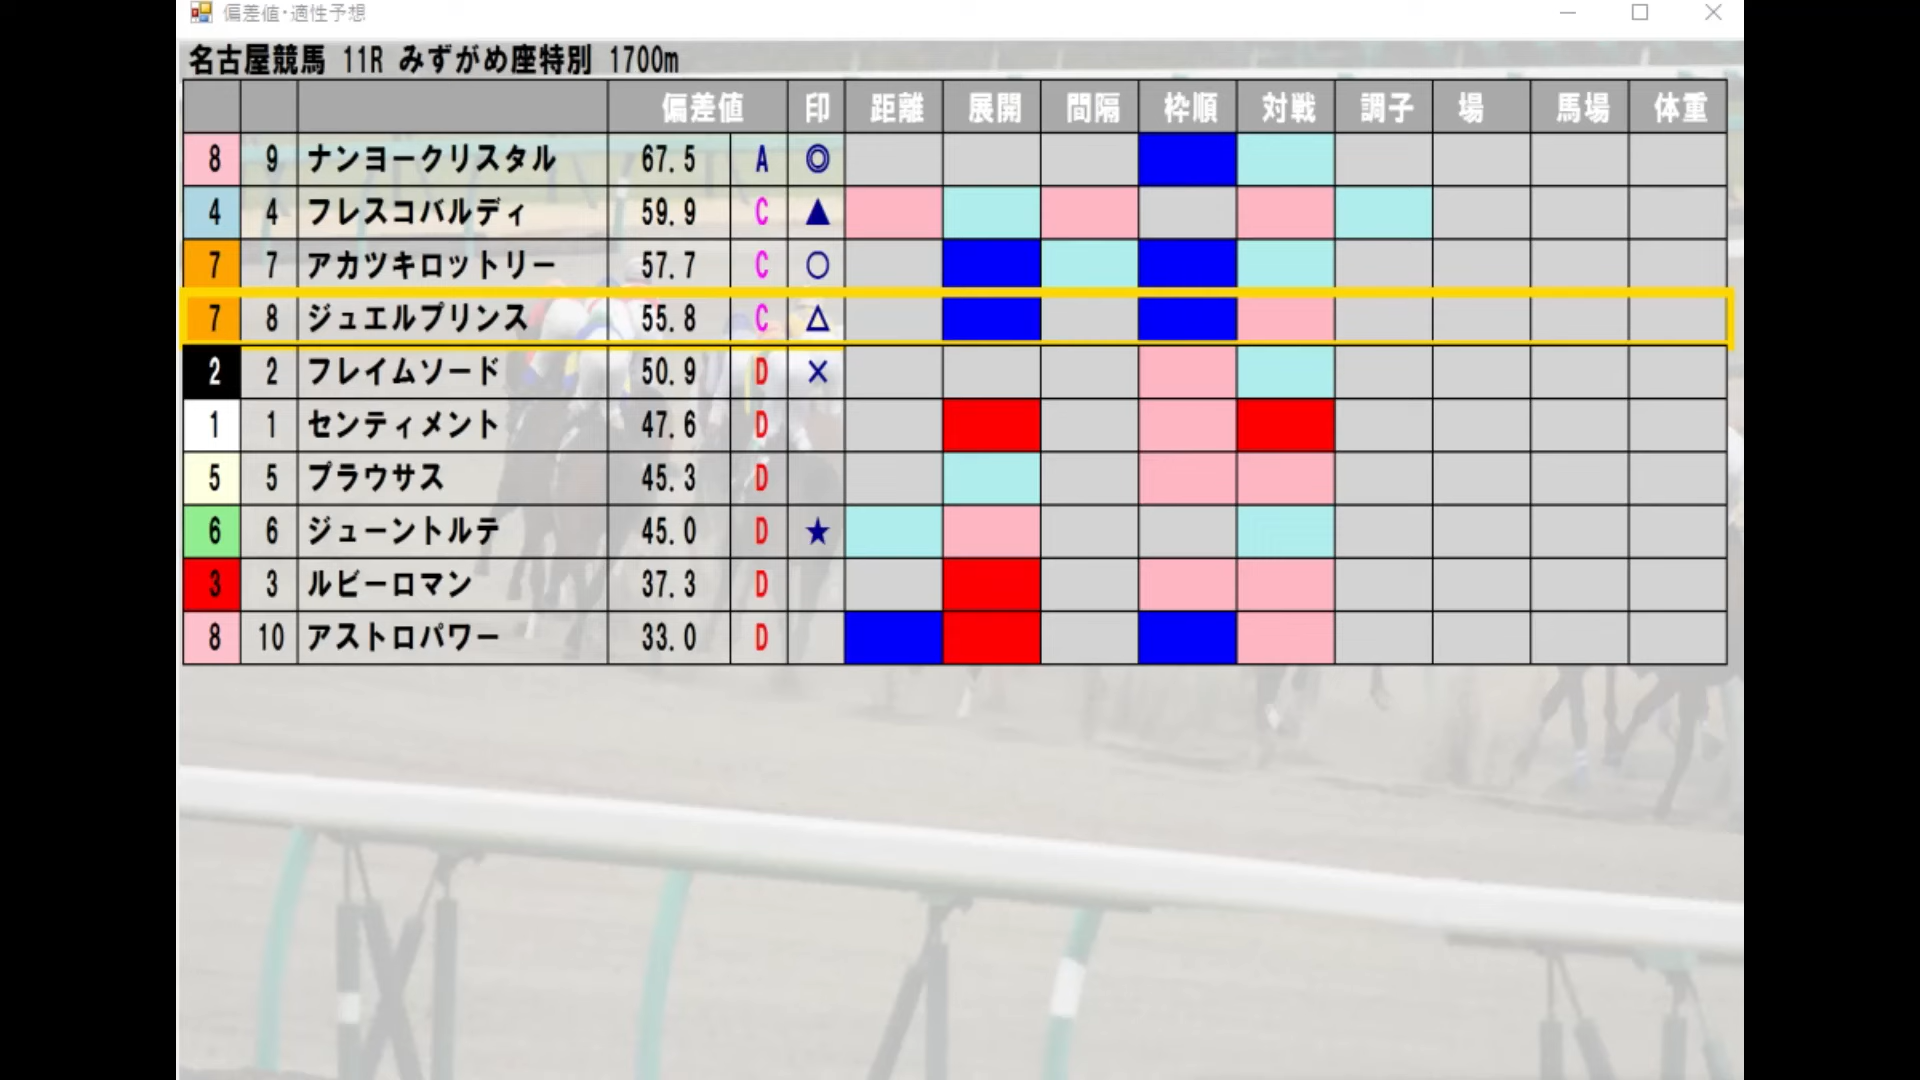 偏差値・適性予想
名古屋競馬 11R みずがめ座特別 1700m
偏差値 印 距離 展開 間隔 枠順 対戦 調子 場 馬場 体重
8 9 ナンヨークリスタル 67.5 A ◎
4 4 フレスコバルディ 59.9 C ▲
7 7 アカツキロットリー 57.7 C ○
7 8 ジュエルプリンス 55.8 C △
2 2 フレイムソード 50.9 D ×
1 1 センティメント 47.6 D
5 5 プラウサス 45.3 D
6 6 ジューントルテ 45.0 D ★
3 3 ルビーロマン 37.3 D
8 10 アストロパワー 33.0 D